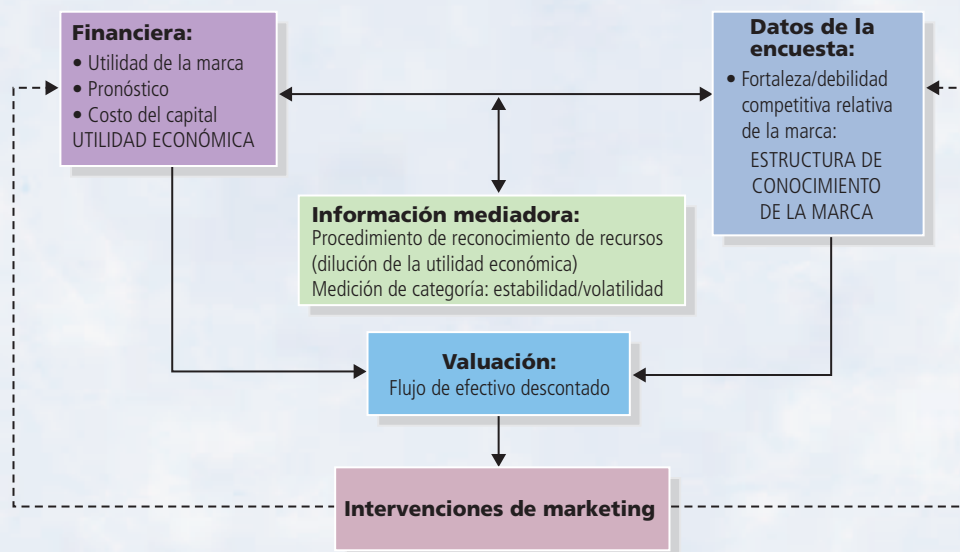 Financiera:
• Utilidad de la marca
• Pronóstico
• Costo del capital
UTILIDAD ECONÓMICA
Datos de la
encuesta:
• Fortaleza/debilidad
competitiva relativa
de la marca:
ESTRUCTURA DE
CONOCIMIENTO
DE LA MARCA
Información mediadora:
Procedimiento de reconocimiento de recursos
(dilución de la utilidad económica)
Medición de categoría: estabilidad/volatilidad
Valuación:
Flujo de efectivo descontado
Intervenciones de marketing